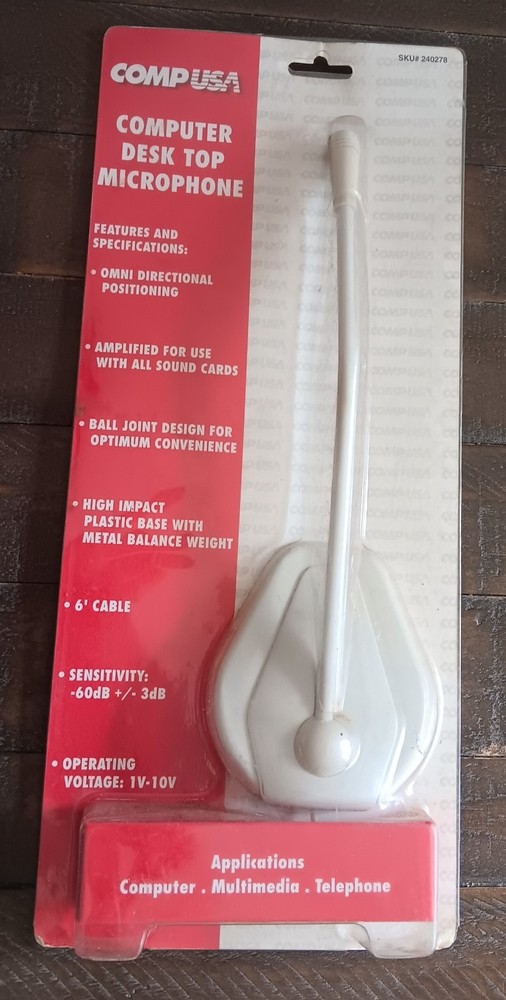 COMPUSA
SKU# 240278
COMPUTER
DESK TOP
MICROPHONE
FEATURES AND
SPECIFICATIONS:
• OMNI DIRECTIONAL
POSITIONING
• AMPLIFIED FOR USE
WITH ALL SOUND CARDS
• BALL JOINT DESIGN FOR
OPTIMUM CONVENIENCE
• HIGH IMPACT
PLASTIC BASE WITH
METAL BALANCE WEIGHT
• 6' CABLE
• SENSITIVITY:
-60dB +/- 3dB
• OPERATING
VOLTAGE: 1V-10V
Applications
Computer . Multimedia . Telephone